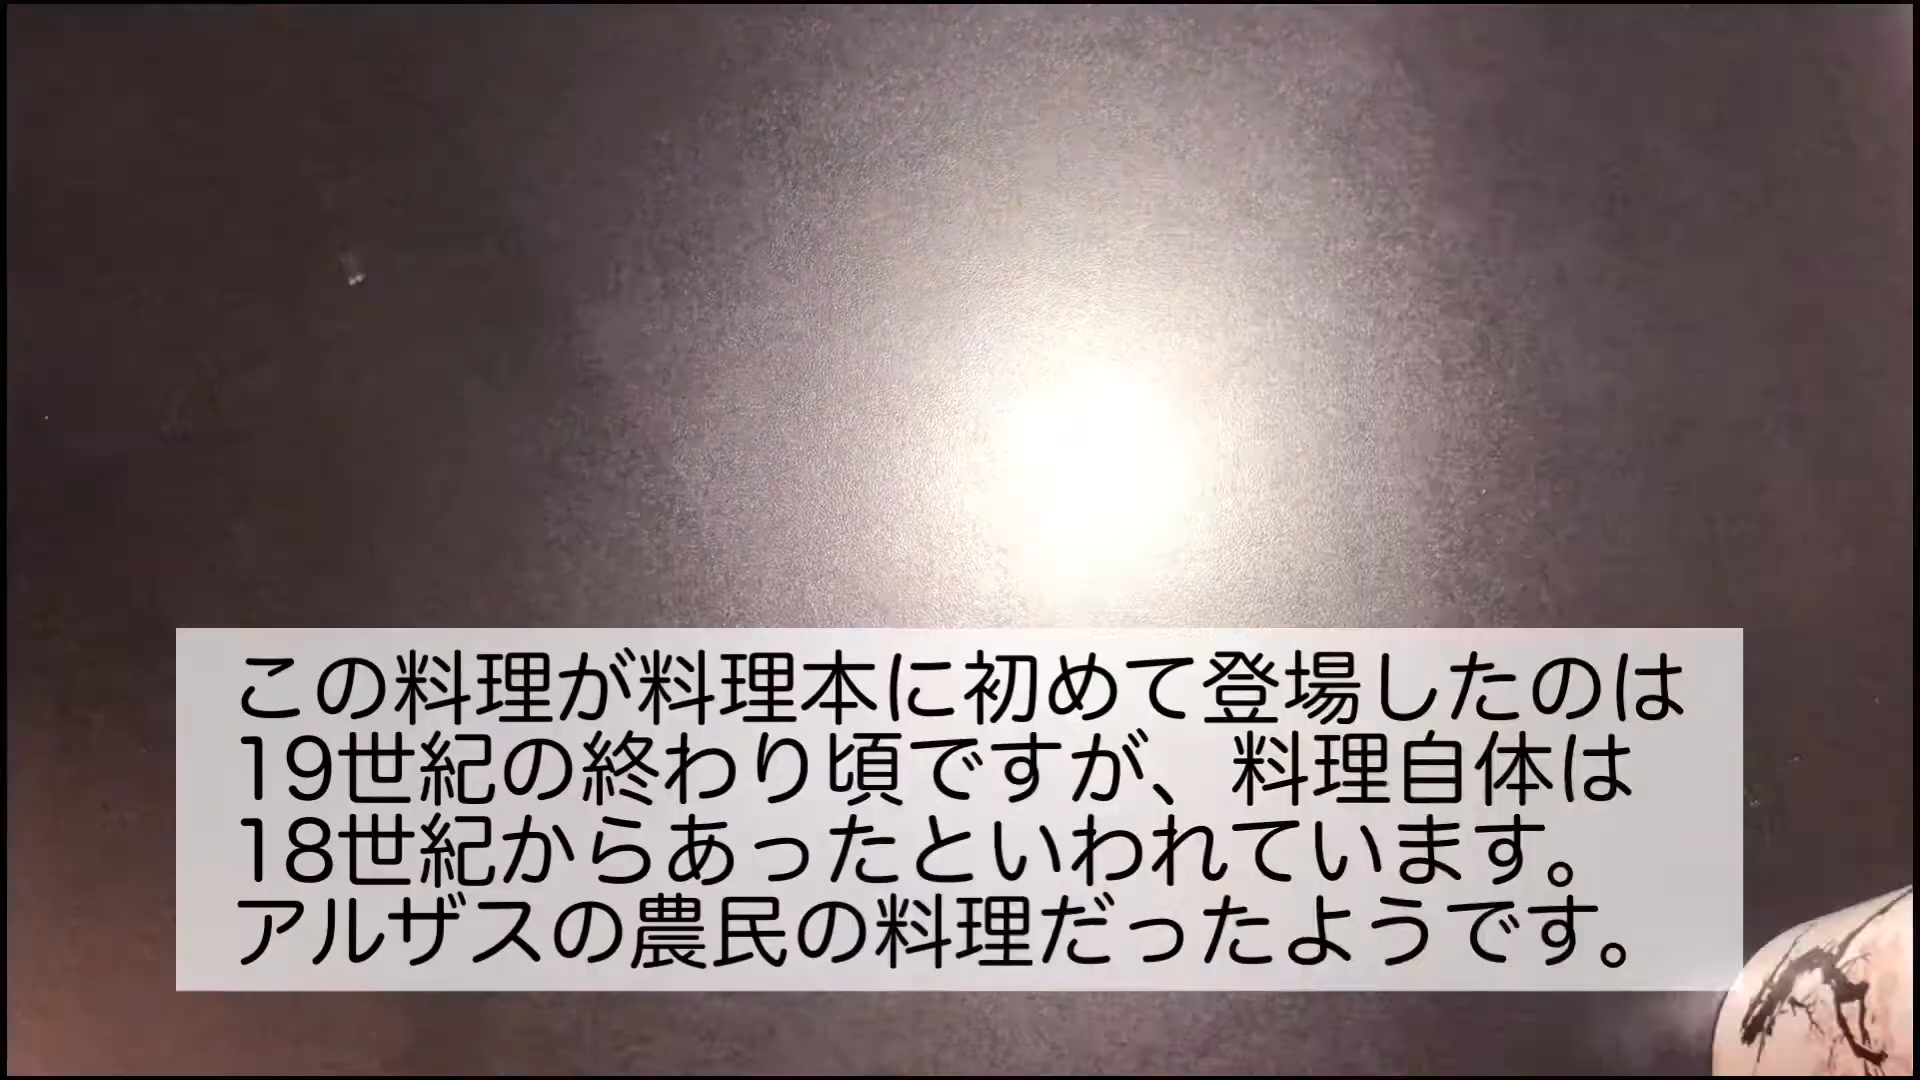 この料理が料理本に初めて登場したのは
19世紀の終わり頃ですが、料理自体は
18世紀からあったといわれています。
アルザスの農民の料理だったようです。